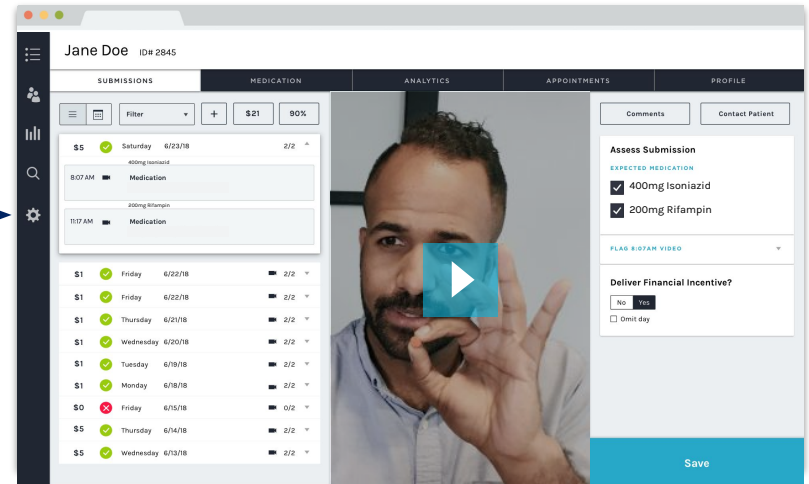 Jane Doe ID# 2845
SUBMISSIONS MEDICATION ANALYTICS APPOINTMENTS PROFILE
Filter + $21 90%
$5 Saturday 6/23/18 2/2
400mg Isoniazid
8:07 AM Medication
200mg Rifampin
11:17 AM Medication
$1 Friday 6/22/18 2/2
$1 Friday 6/22/18 2/2
$1 Thursday 6/21/18 2/2
$1 Wednesday 6/20/18 2/2
$1 Tuesday 6/19/18 2/2
$1 Monday 6/18/18 2/2
$0 Friday 6/15/18 0/2
$5 Thursday 6/14/18 2/2
$5 Wednesday 6/13/18 2/2
Comments Contact Patient
Assess Submission
EXPECTED MEDICATION
400mg Isoniazid
200mg Rifampin
FLAG 8:07AM VIDEO
Deliver Financial Incentive?
No Yes
Omit day
Save